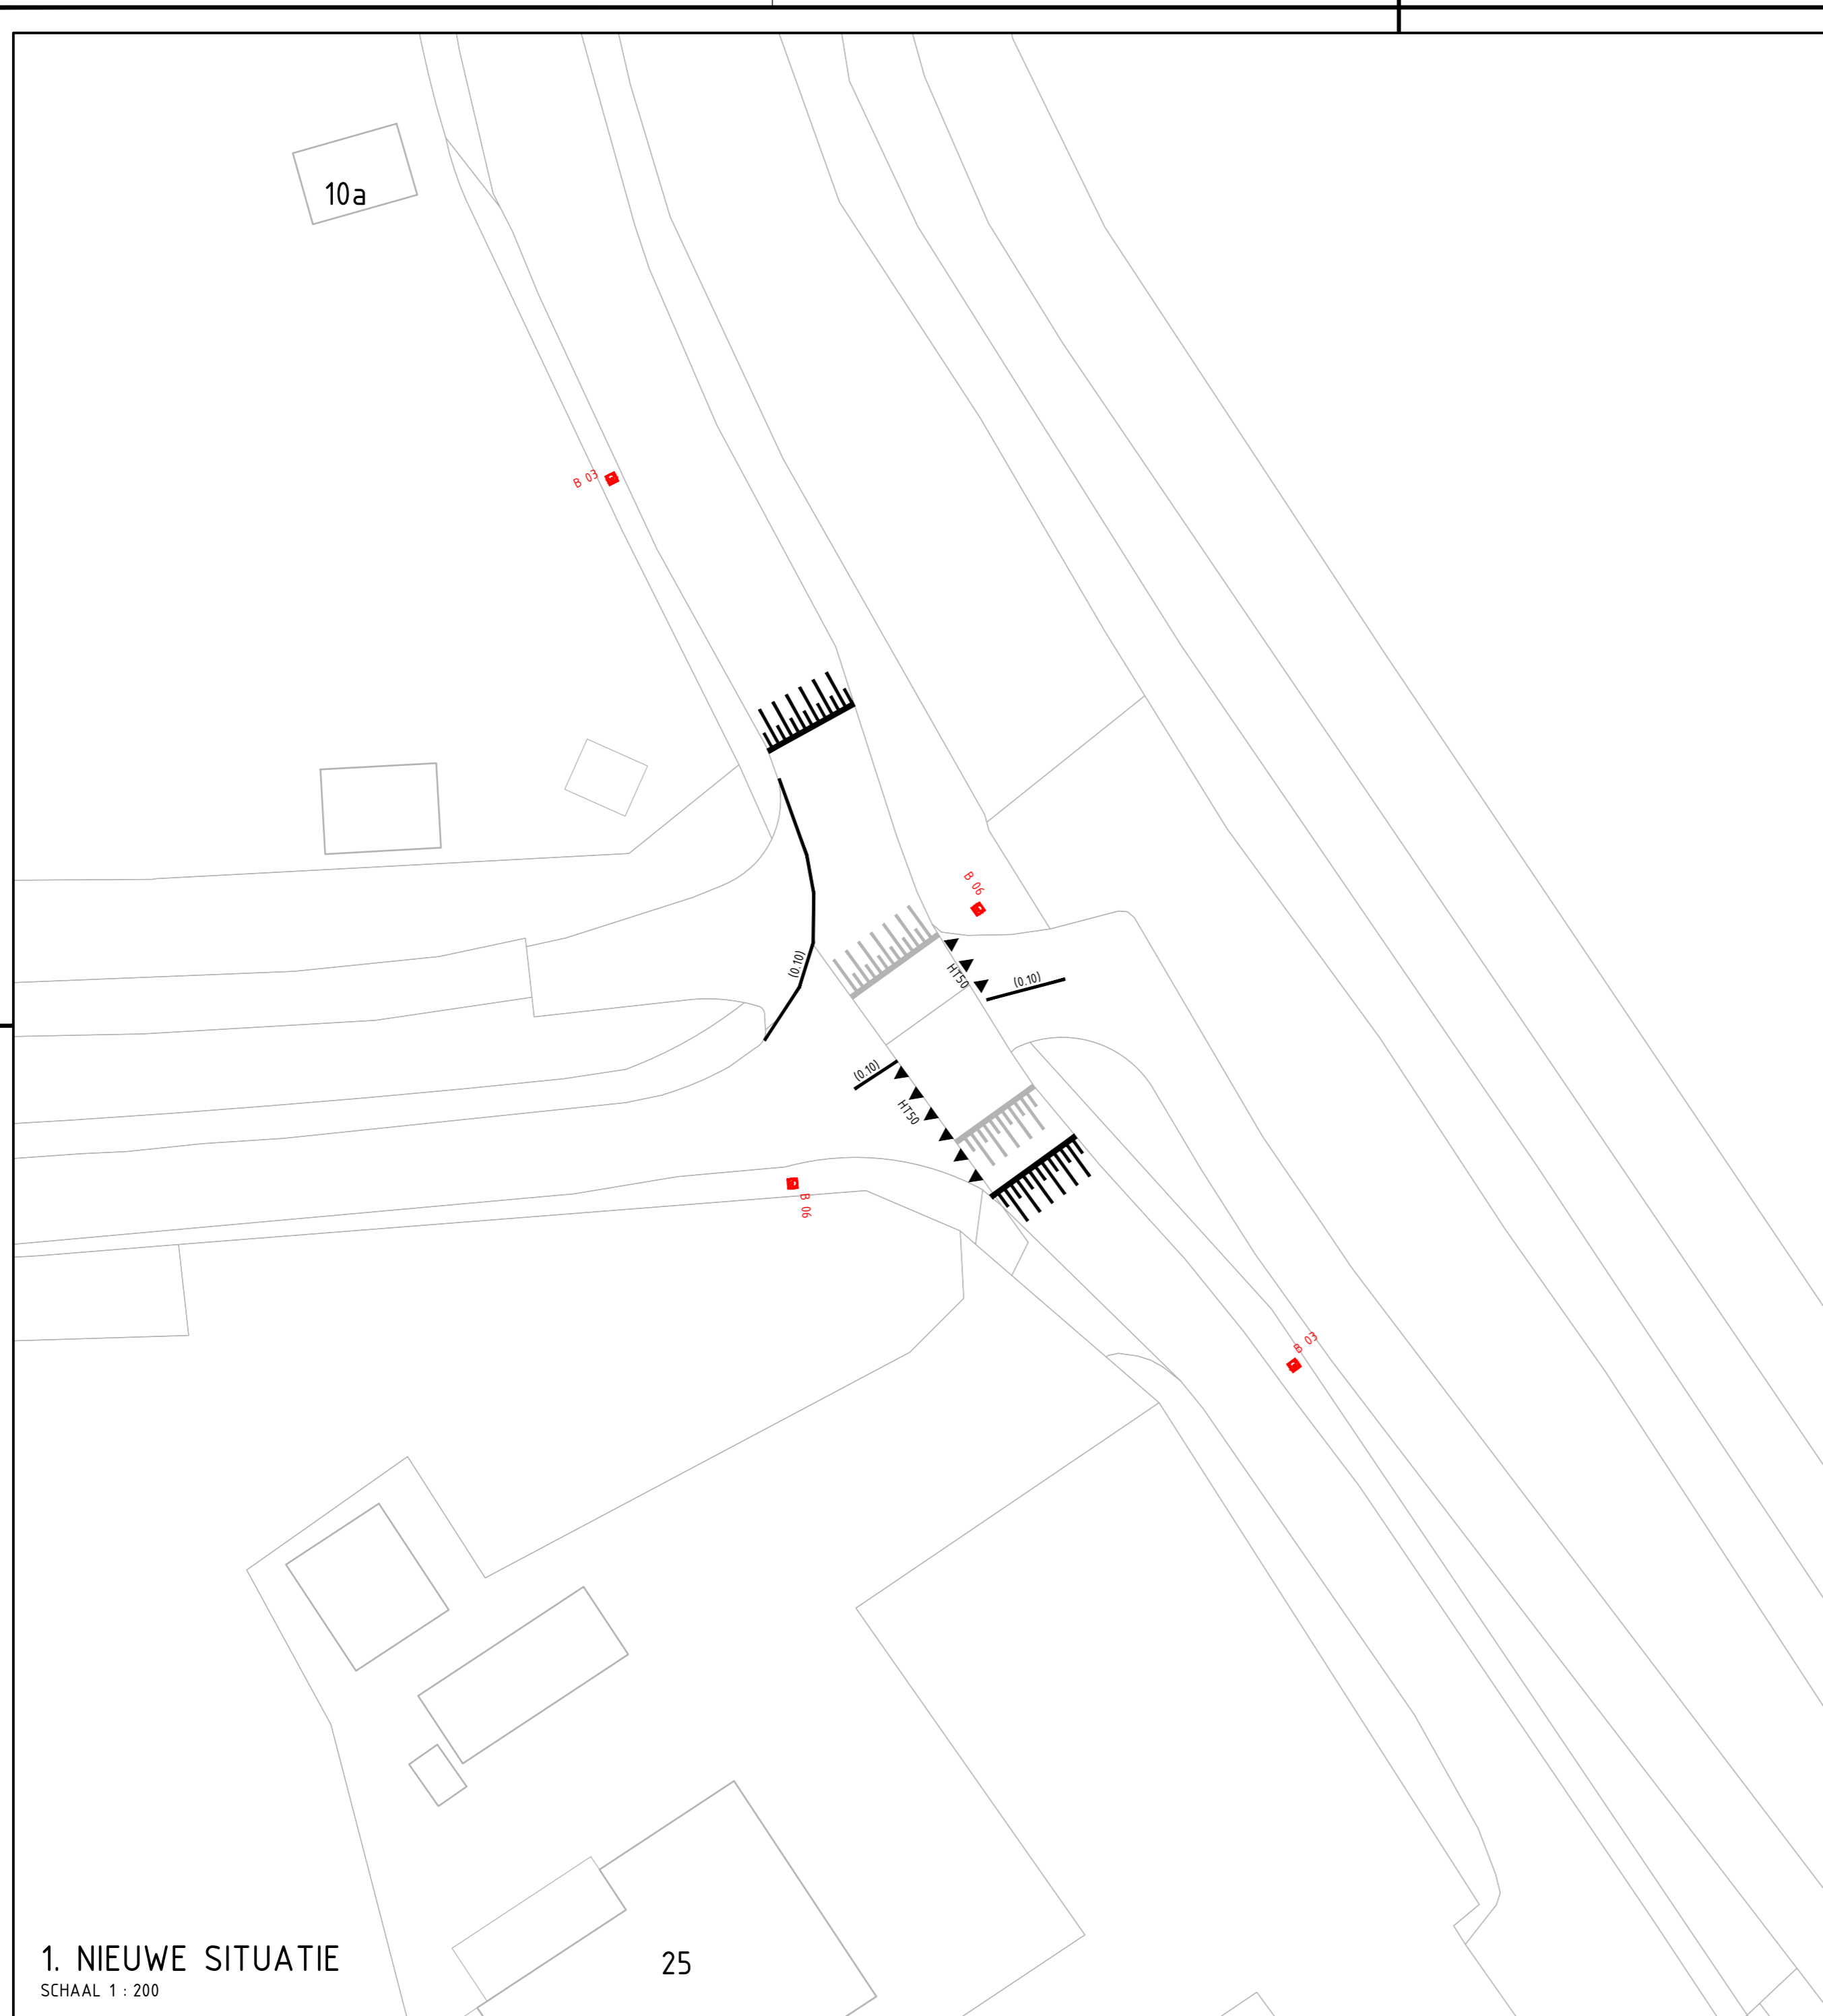 10a
B 03
B 06
(0.10)
HT50
(0.10)
(0.10)
HT50
B 06
B 03
1. NIEUWE SITUATIE
SCHAAL 1 : 200
25